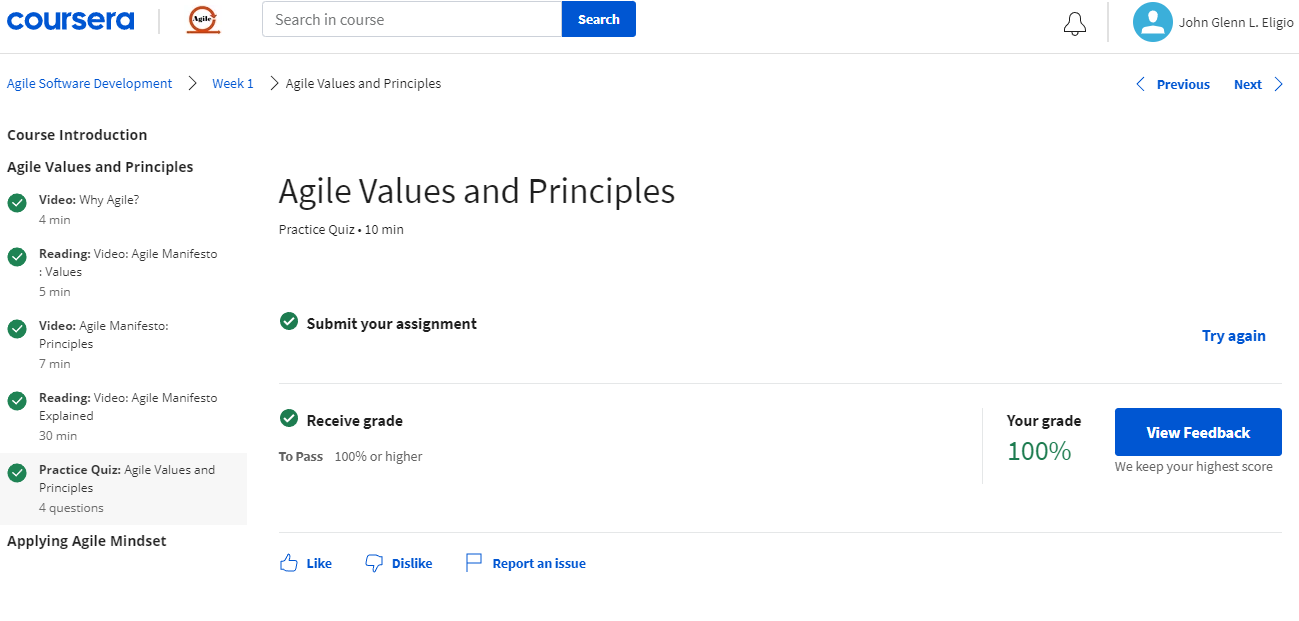 coursera
Agile
Search in course
Search
John Glenn L. Eligio
Agile Software Development
Week 1
Agile Values and Principles
Previous
Next
Course Introduction
Agile Values and Principles
Video: Why Agile?
4 min
Reading: Video: Agile Manifesto
: Values
5 min
Video: Agile Manifesto:
Principles
7 min
Reading: Video: Agile Manifesto
Explained
30 min
Practice Quiz: Agile Values and
Principles
4 questions
Applying Agile Mindset
Agile Values and Principles
Practice Quiz • 10 min
Submit your assignment
Try again
Receive grade
To Pass 100% or higher
Your grade
100%
View Feedback
We keep your highest score
Like
Dislike
Report an issue